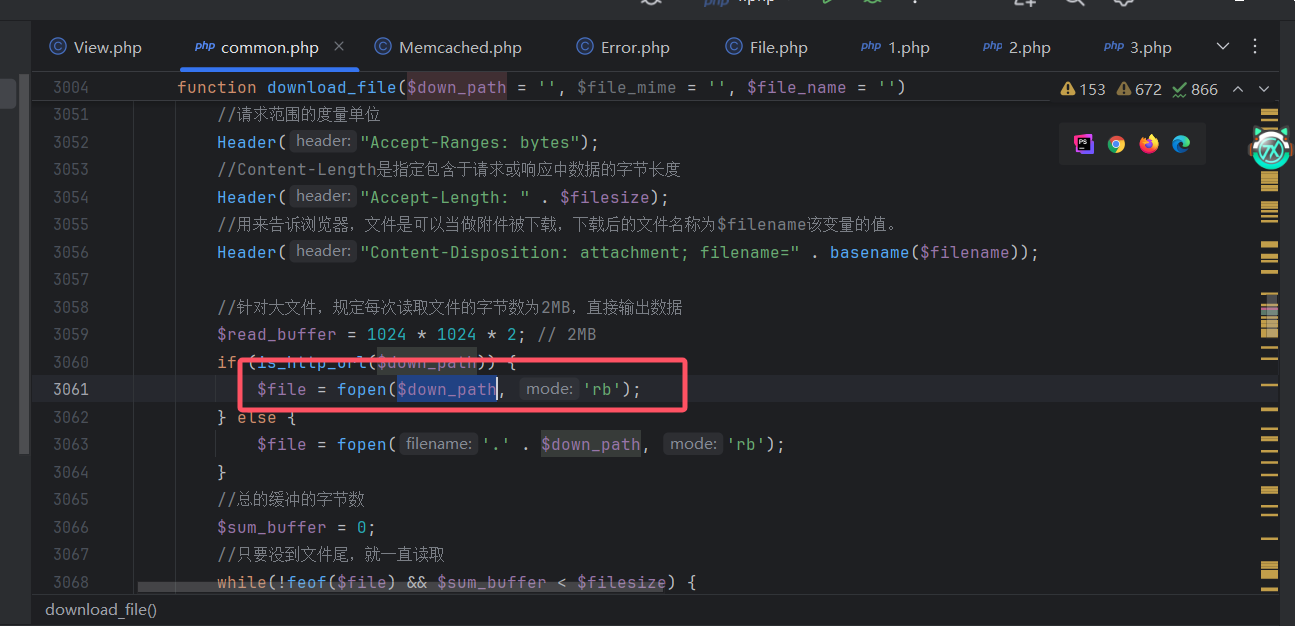 View.php common.php Memcached.php Error.php File.php php 1.php php 2.php php 3.php
3004 function download_file($down_path = '', $file_mime = '', $file_name = '') 153 672 866
3051 //请求范围的度量单位
3052 Header( header: "Accept-Ranges: bytes");
3053 //Content-Length是指定包含于请求或响应中数据的字节长度
3054 Header( header: "Accept-Length: " . $filesize);
3055 //用来告诉浏览器，文件是可以当做附件被下载，下载后的文件名称为$filename该变量的值。
3056 Header( header: "Content-Disposition: attachment; filename=" . basename($filename));
3057
3058 //针对大文件，规定每次读取文件的字节数为2MB，直接输出数据
3059 $read_buffer = 1024 * 1024 * 2; // 2MB
3060 if (is_http_url($down_path)) {
3061 $file = fopen($down_path, mode: 'rb');
3062 } else {
3063 $file = fopen( filename: '.' . $down_path, mode: 'rb');
3064 }
3065 //总的缓冲的字节数
3066 $sum_buffer = 0;
3067 //只要没到文件尾，就一直读取
3068 while(!feof($file) && $sum_buffer < $filesize) {
download_file()